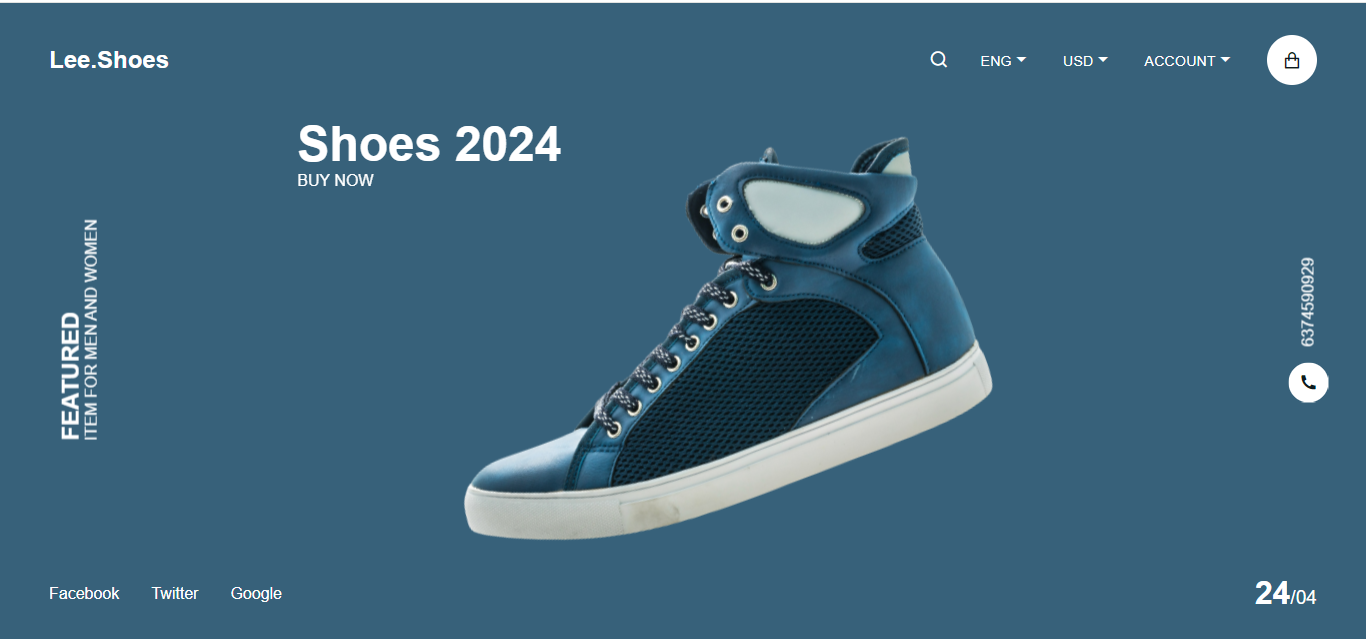 Lee.Shoes
ENG
USD
ACCOUNT
Shoes 2024
BUY NOW
FEATURED
ITEM FOR MEN AND WOMEN
6374590929
Facebook
Twitter
Google
24/04